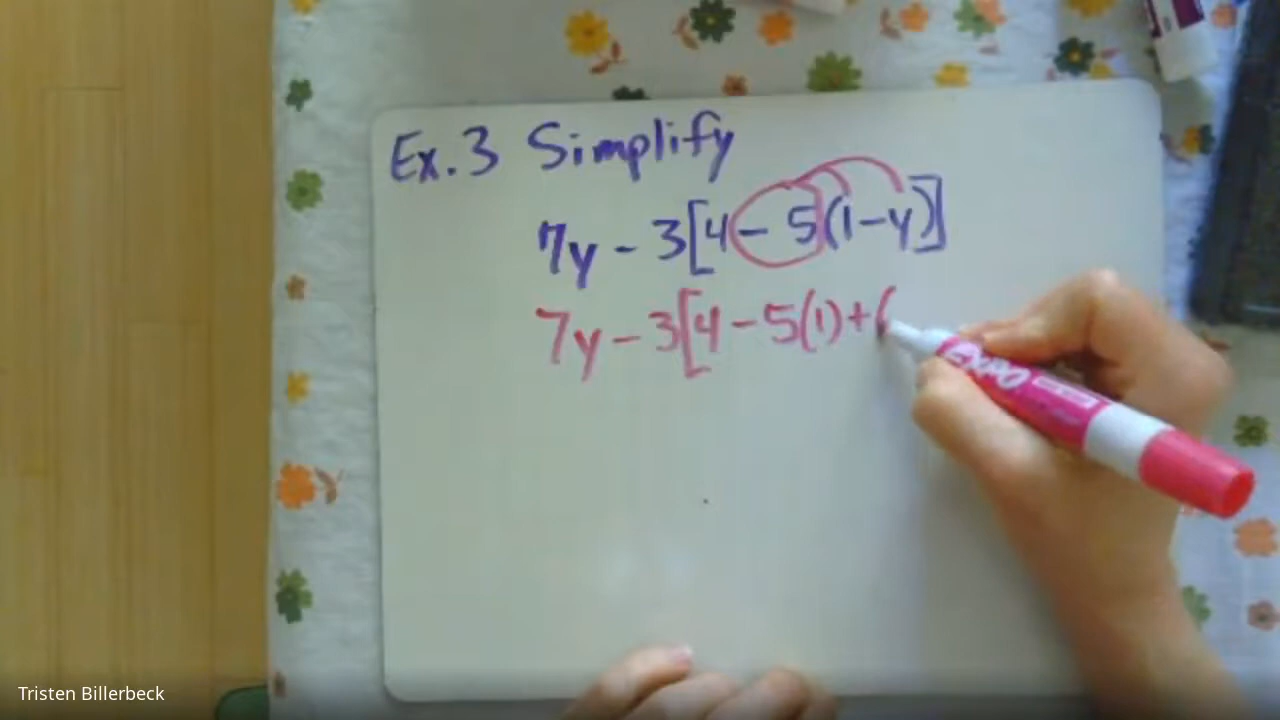 Ex. 3 Simplify
7y - 3[4 - 5(1 - y)]
7y - 3[4 - 5(1) + (
EXPO
Tristen Billerbeck